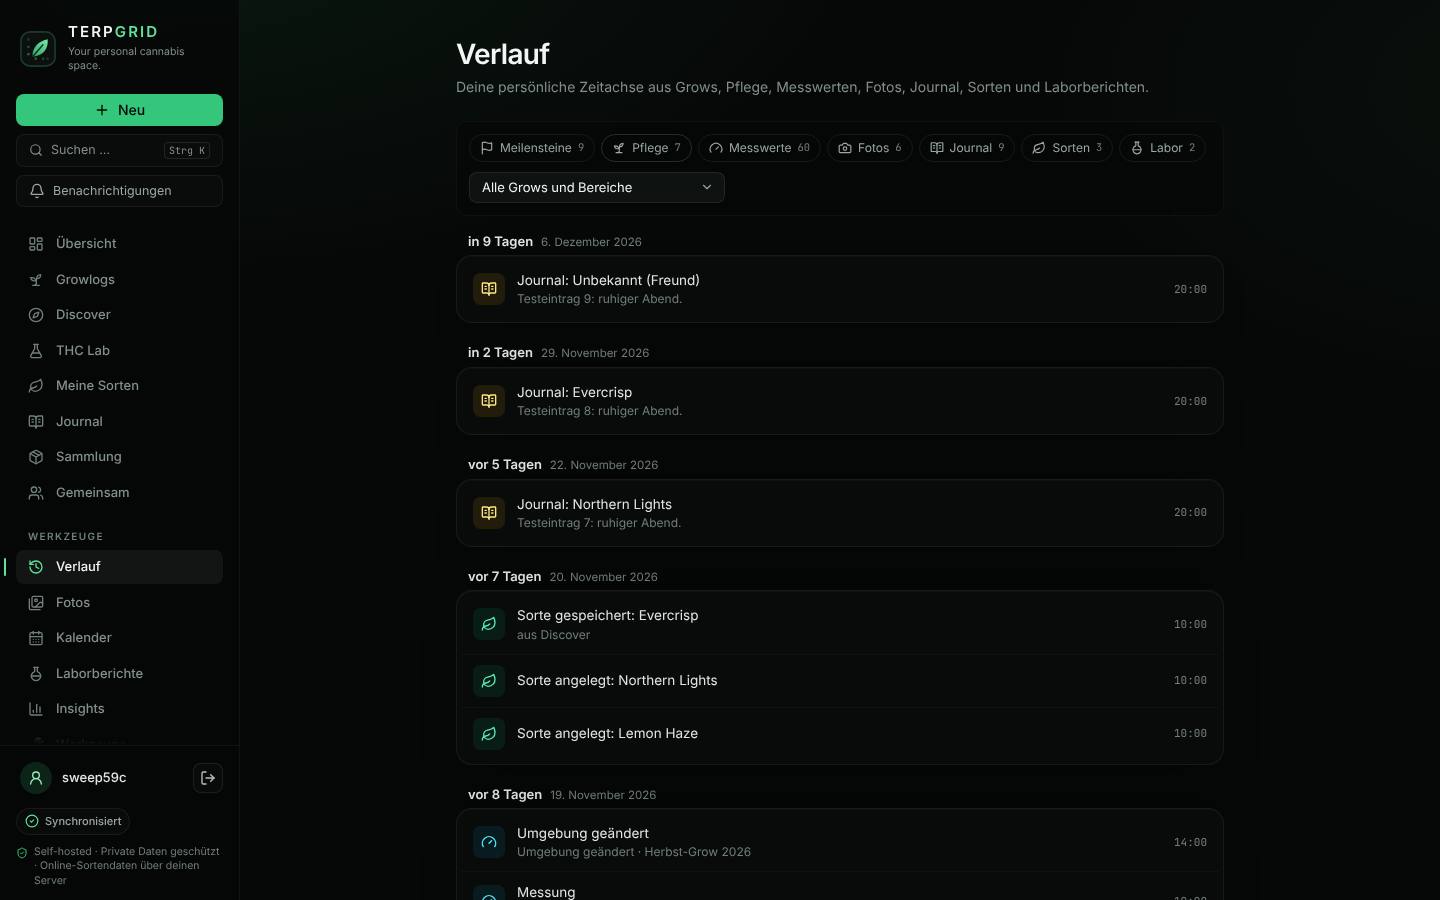 TERPGRID
Your personal cannabis
space.
Neu
Suchen ... Strg K
Benachrichtigungen
Übersicht
Growlogs
Discover
THC Lab
Meine Sorten
Journal
Sammlung
Gemeinsam
WERKZEUGE
Verlauf
Fotos
Kalender
Laborberichte
Insights
sweep59c
Synchronisiert
Self-hosted · Private Daten geschützt
· Online-Sortendaten über deinen
Server
Verlauf
Deine persönliche Zeitachse aus Grows, Pflege, Messwerten, Fotos, Journal, Sorten und Laborberichten.
Meilensteine 9 Pflege 7 Messwerte 60 Fotos 6 Journal 9 Sorten 3 Labor 2
Alle Grows und Bereiche
in 9 Tagen 6. Dezember 2026
Journal: Unbekannt (Freund)
Testeintrag 9: ruhiger Abend.
20:00
in 2 Tagen 29. November 2026
Journal: Evercrisp
Testeintrag 8: ruhiger Abend.
20:00
vor 5 Tagen 22. November 2026
Journal: Northern Lights
Testeintrag 7: ruhiger Abend.
20:00
vor 7 Tagen 20. November 2026
Sorte gespeichert: Evercrisp
aus Discover
10:00
Sorte angelegt: Northern Lights
10:00
Sorte angelegt: Lemon Haze
10:00
vor 8 Tagen 19. November 2026
Umgebung geändert
Umgebung geändert · Herbst-Grow 2026
14:00
Messung